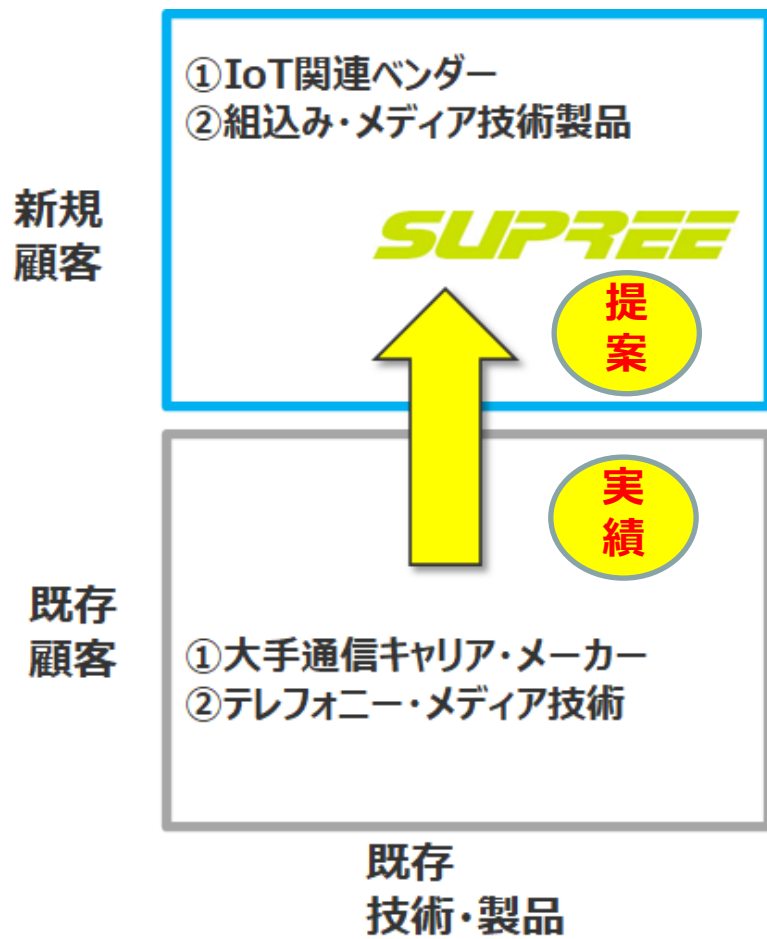 ①IoT関連ベンダー
②組込み・メディア技術製品
新規
顧客
SUPREE
提
案
実
績
既存
顧客
①大手通信キャリア・メーカー
②テレフォニー・メディア技術
既存
技術・製品